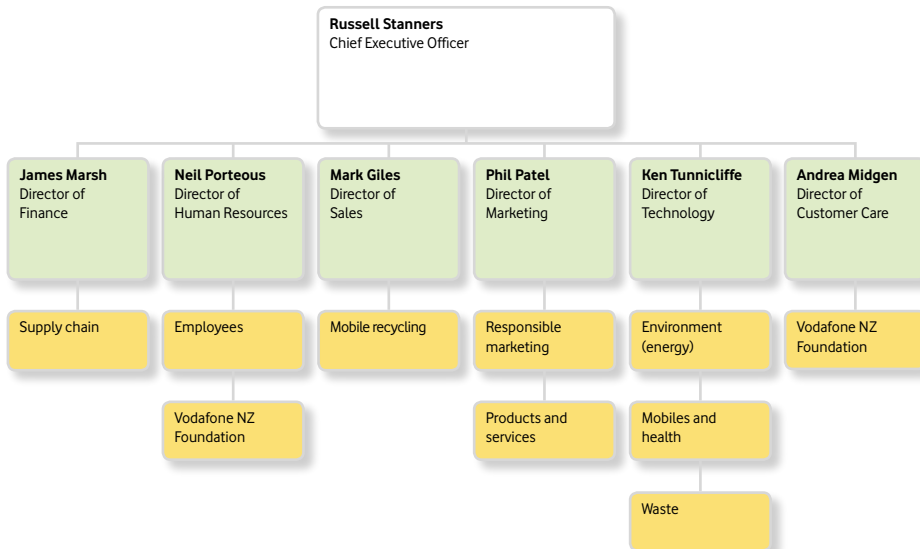 Russell Stanners
Chief Executive Officer
James Marsh
Director of
Finance
Neil Porteous
Director of
Human Resources
Mark Giles
Director of
Sales
Phil Patel
Director of
Marketing
Ken Tunnicliffe
Director of
Technology
Andrea Midgen
Director of
Customer Care
Supply chain
Employees
Mobile recycling
Responsible
marketing
Environment
(energy)
Vodafone NZ
Foundation
Vodafone NZ
Foundation
Products and
services
Mobiles and
health
Waste